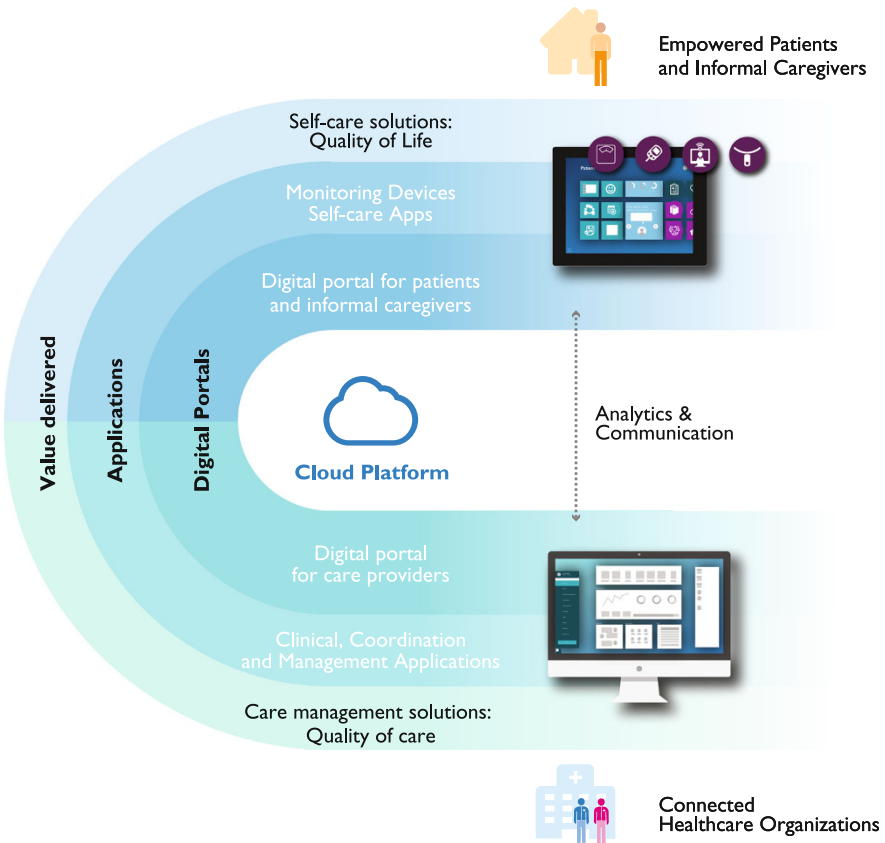 Empowered Patients
and Informal Caregivers
Self-care solutions:
Quality of Life
Monitoring Devices
Self-care Apps
Digital portal for patients
and informal caregivers
Value delivered
Applications
Digital Portals
Cloud Platform
Analytics &
Communication
Digital portal
for care providers
Clinical, Coordination
and Management Applications
Care management solutions:
Quality of care
Connected
Healthcare Organizations